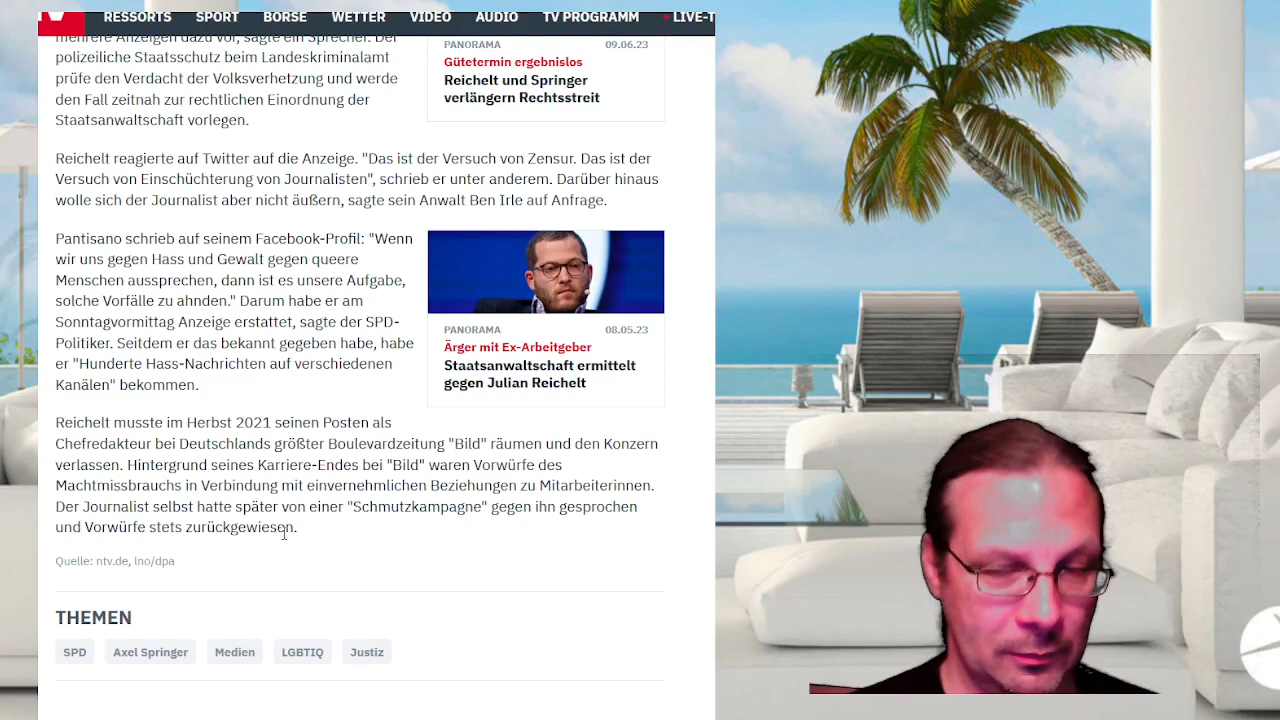 RESSORTS SPORT BÖRSE WETTER VIDEO AUDIO TV PROGRAMM LIVE-T
mehrere Anzeigen dazu vor, sagte ein Sprecher. Der
polizeiliche Staatsschutz beim Landeskriminalamt
prüfe den Verdacht der Volksverhetzung und werde
den Fall zeitnah zur rechtlichen Einordnung der
Staatsanwaltschaft vorlegen.
PANORAMA 09.06.23
Gütetermin ergebnislos
Reichelt und Springer
verlängern Rechtsstreit
Reichelt reagierte auf Twitter auf die Anzeige. "Das ist der Versuch von Zensur. Das ist der
Versuch von Einschüchterung von Journalisten", schrieb er unter anderem. Darüber hinaus
wolle sich der Journalist aber nicht äußern, sagte sein Anwalt Ben Irle auf Anfrage.
Pantisano schrieb auf seinem Facebook-Profil: "Wenn
wir uns gegen Hass und Gewalt gegen queere
Menschen aussprechen, dann ist es unsere Aufgabe,
solche Vorfälle zu ahnden." Darum habe er am
Sonntagvormittag Anzeige erstattet, sagte der SPD-
Politiker. Seitdem er das bekannt gegeben habe, habe
er "Hunderte Hass-Nachrichten auf verschiedenen
Kanälen" bekommen.
PANORAMA 08.05.23
Ärger mit Ex-Arbeitgeber
Staatsanwaltschaft ermittelt
gegen Julian Reichelt
Reichelt musste im Herbst 2021 seinen Posten als
Chefredakteur bei Deutschlands größter Boulevardzeitung "Bild" räumen und den Konzern
verlassen. Hintergrund seines Karriere-Endes bei "Bild" waren Vorwürfe des
Machtmissbrauchs in Verbindung mit einvernehmlichen Beziehungen zu Mitarbeiterinnen.
Der Journalist selbst hatte später von einer "Schmutzkampagne" gegen ihn gesprochen
und Vorwürfe stets zurückgewiesen.
Quelle: ntv.de, lno/dpa
THEMEN
SPD Axel Springer Medien LGBTIQ Justiz